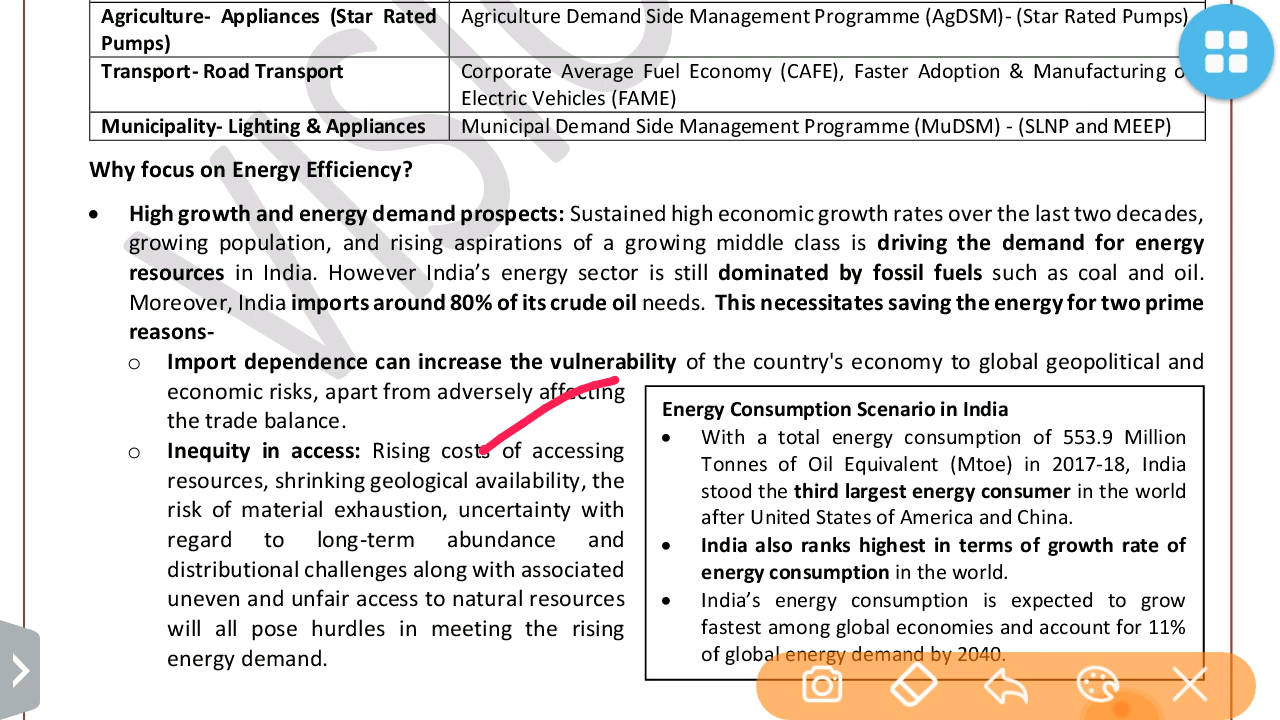 Agriculture- Appliances (Star Rated Pumps)
Agriculture Demand Side Management Programme (AgDSM)- (Star Rated Pumps)
Transport- Road Transport
Corporate Average Fuel Economy (CAFE), Faster Adoption & Manufacturing
Electric Vehicles (FAME)
Municipality- Lighting & Appliances
Municipal Demand Side Management Programme (MuDSM) - (SLNP and MEEP)
Why focus on Energy Efficiency?
• High growth and energy demand prospects: Sustained high economic growth rates over the last two decades,
growing population, and rising aspirations of a growing middle class is driving the demand for energy
resources in India. However India's energy sector is still dominated by fossil fuels such as coal and oil.
Moreover, India imports around 80% of its crude oil needs. This necessitates saving the energy for two prime
reasons-
o Import dependence can increase the vulnerability of the country's economy to global geopolitical and
economic risks, apart from adversely affecting
the trade balance.
o Inequity in access: Rising costs of accessing
resources, shrinking geological availability, the
risk of material exhaustion, uncertainty with
regard to long-term abundance and
distributional challenges along with associated
uneven and unfair access to natural resources
will all pose hurdles in meeting the rising
energy demand.
Energy Consumption Scenario in India
• With a total energy consumption of 553.9 Million
Tonnes of Oil Equivalent (Mtoe) in 2017-18, India
stood the third largest energy consumer in the world
after United States of America and China.
• India also ranks highest in terms of growth rate of
energy consumption in the world.
• India's energy consumption is expected to grow
fastest among global economies and account for 11%
of global energy demand by 2040.